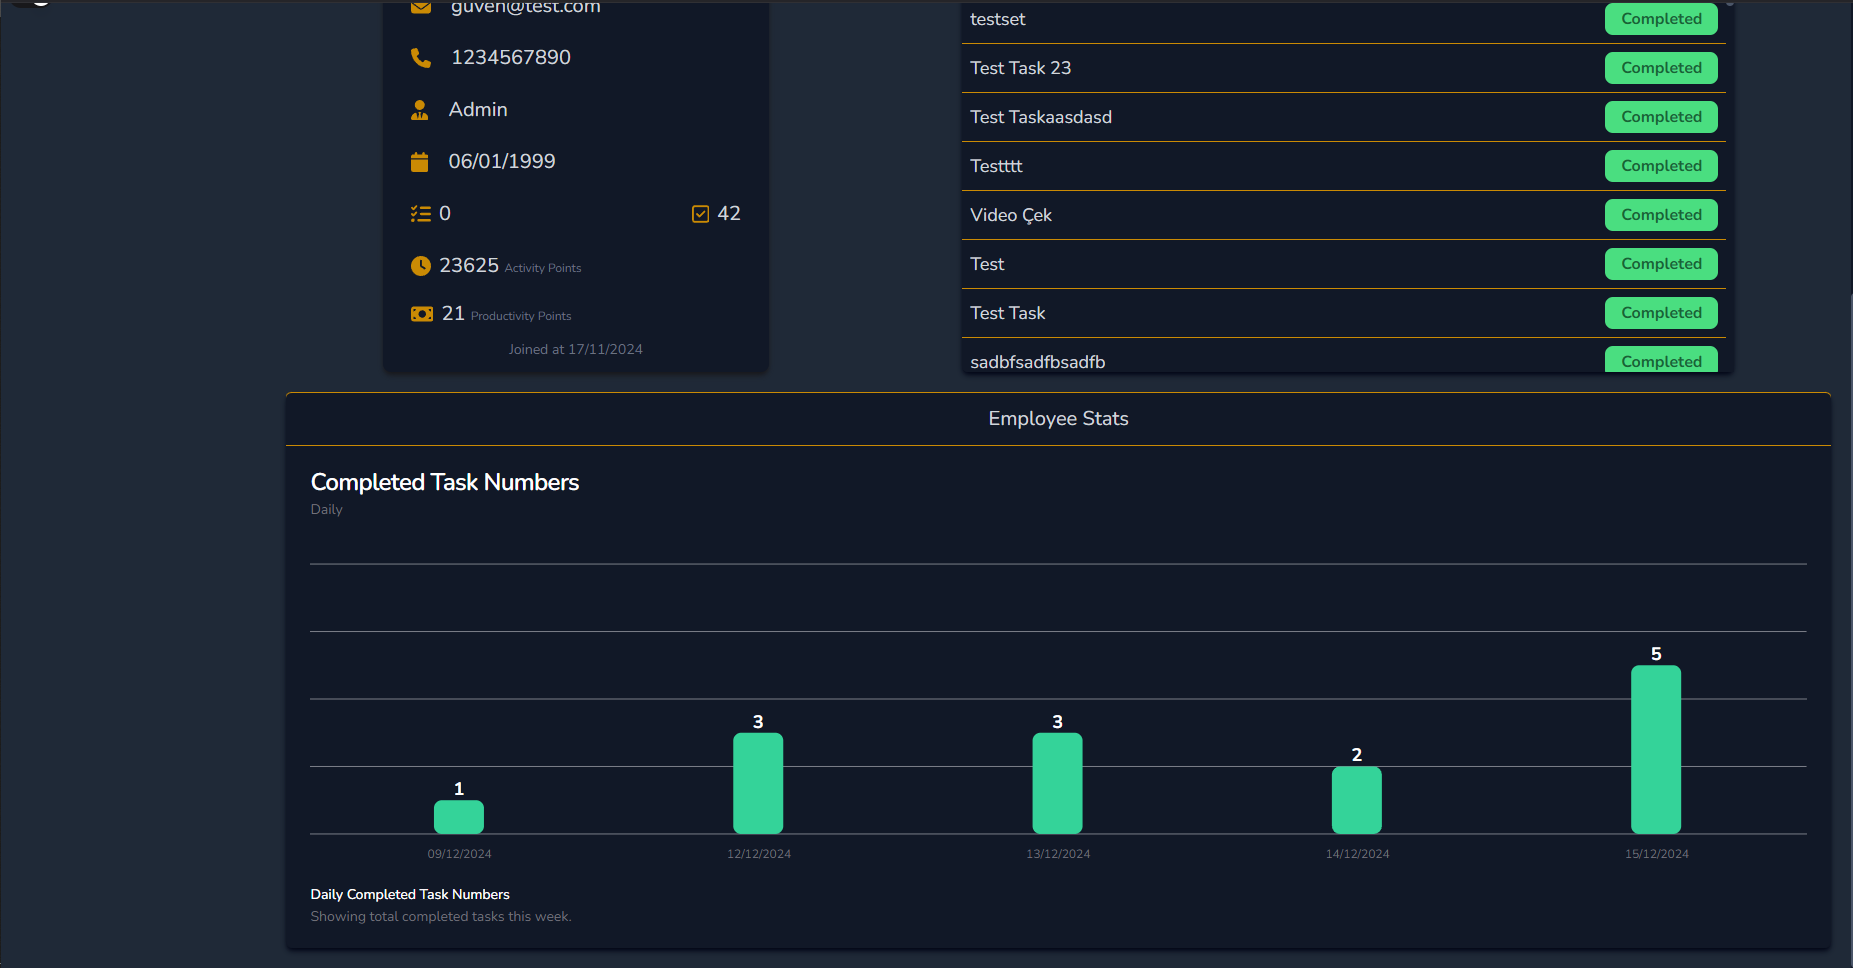 guven@test.com
1234567890
Admin
06/01/1999
0 42
23625 Activity Points
21 Productivity Points
Joined at 17/11/2024
testset Completed
Test Task 23 Completed
Test Taskaasdasd Completed
Testttt Completed
Video Çek Completed
Test Completed
Test Task Completed
sadbfsadfbsadfb Completed
Employee Stats
Completed Task Numbers
Daily
1 3 3 2 5
09/12/2024 12/12/2024 13/12/2024 14/12/2024 15/12/2024
Daily Completed Task Numbers
Showing total completed tasks this week.